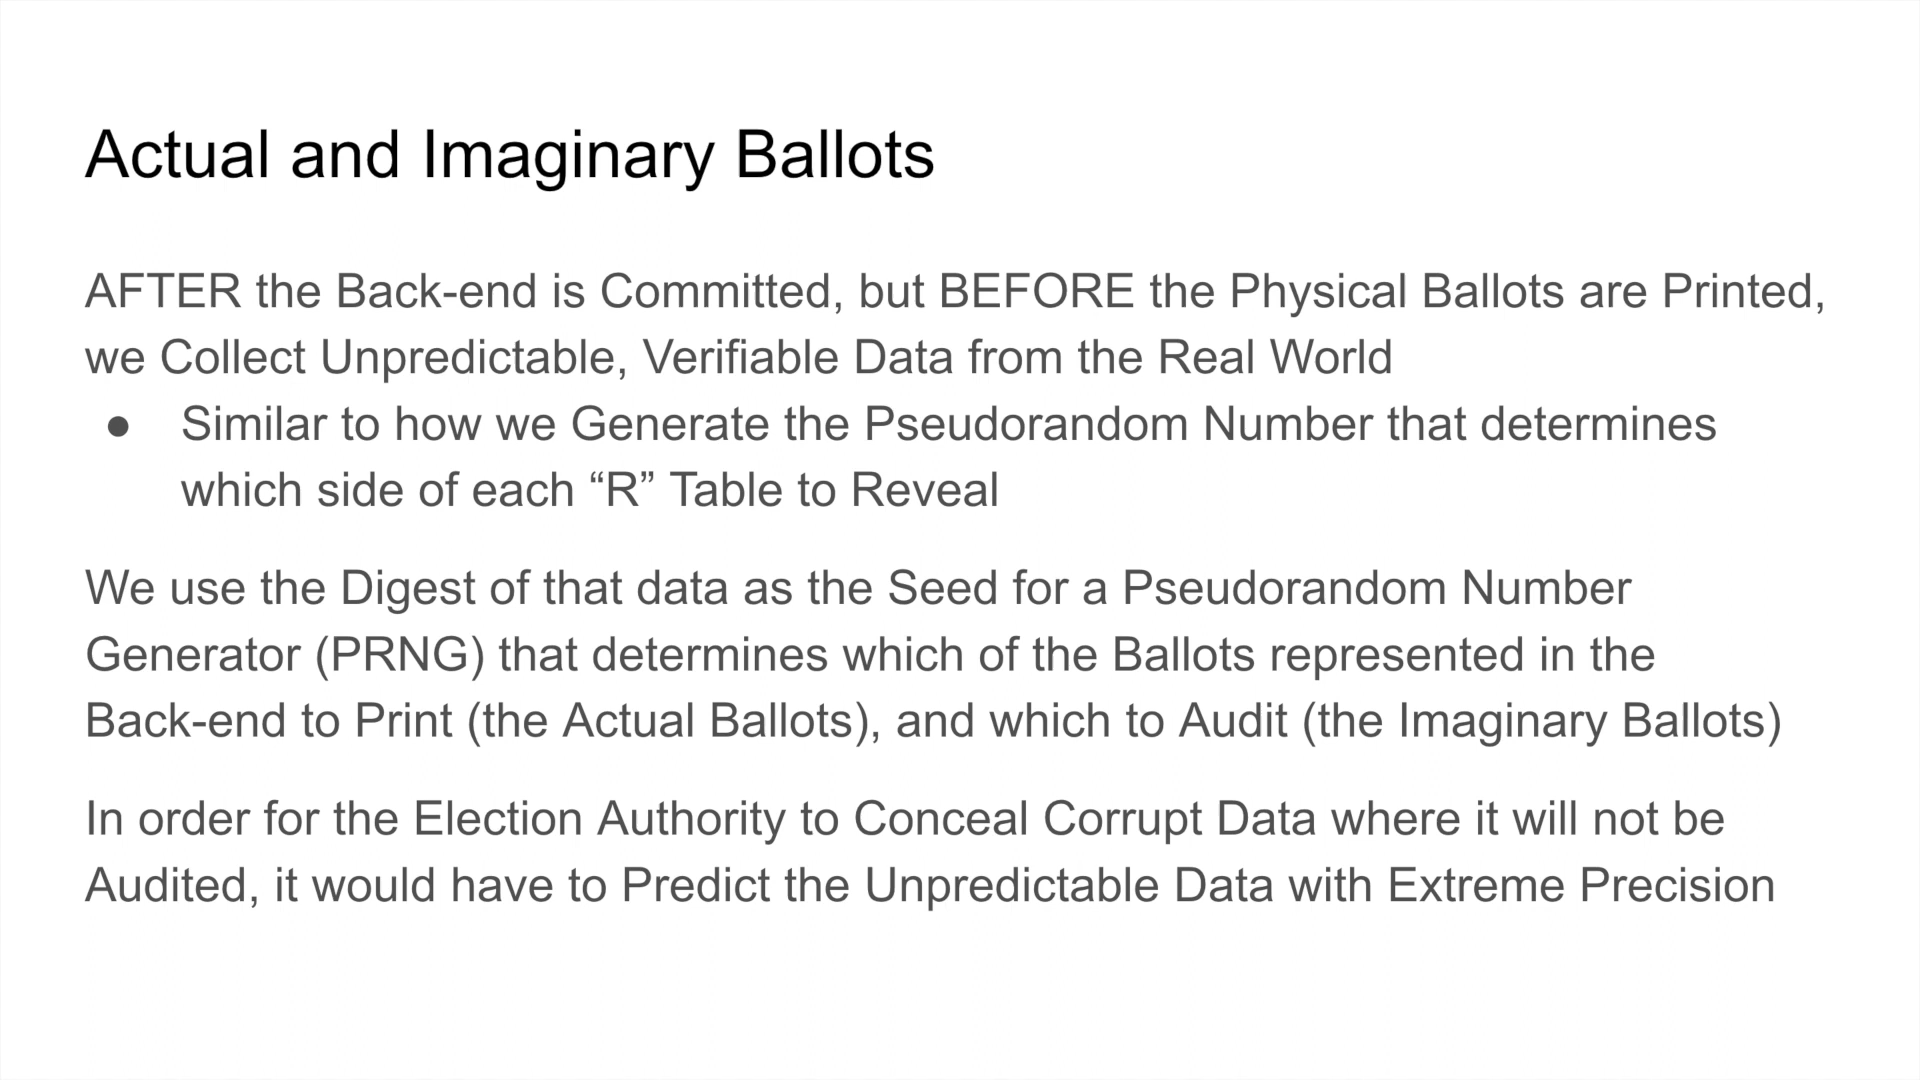 Actual and Imaginary Ballots
AFTER the Back-end is Committed, but BEFORE the Physical Ballots are Printed,
we Collect Unpredictable, Verifiable Data from the Real World
● Similar to how we Generate the Pseudorandom Number that determines
which side of each “R” Table to Reveal
We use the Digest of that data as the Seed for a Pseudorandom Number
Generator (PRNG) that determines which of the Ballots represented in the
Back-end to Print (the Actual Ballots), and which to Audit (the Imaginary Ballots)
In order for the Election Authority to Conceal Corrupt Data where it will not be
Audited, it would have to Predict the Unpredictable Data with Extreme Precision